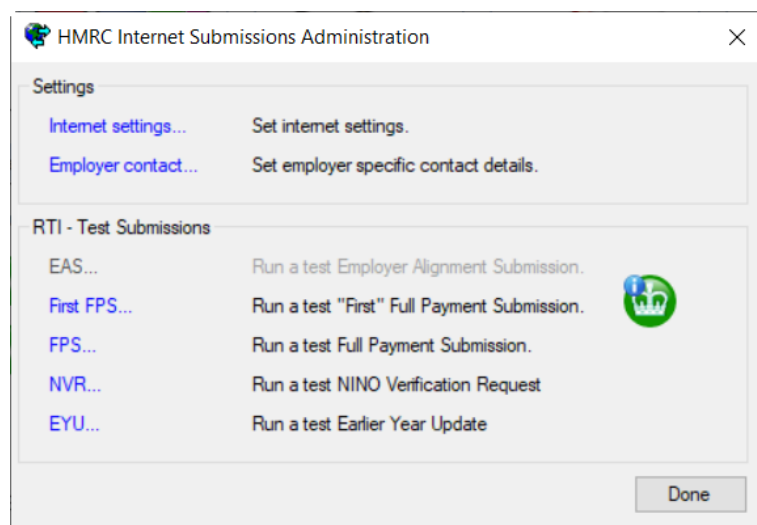 HMRC Internet Submissions Administration
Settings
Internet settings... Set internet settings.
Employer contact... Set employer specific contact details.
RTI - Test Submissions
EAS... Run a test Employer Alignment Submission.
First FPS... Run a test "First" Full Payment Submission.
FPS... Run a test Full Payment Submission.
NVR... Run a test NINO Verification Request
EYU... Run a test Earlier Year Update
Done